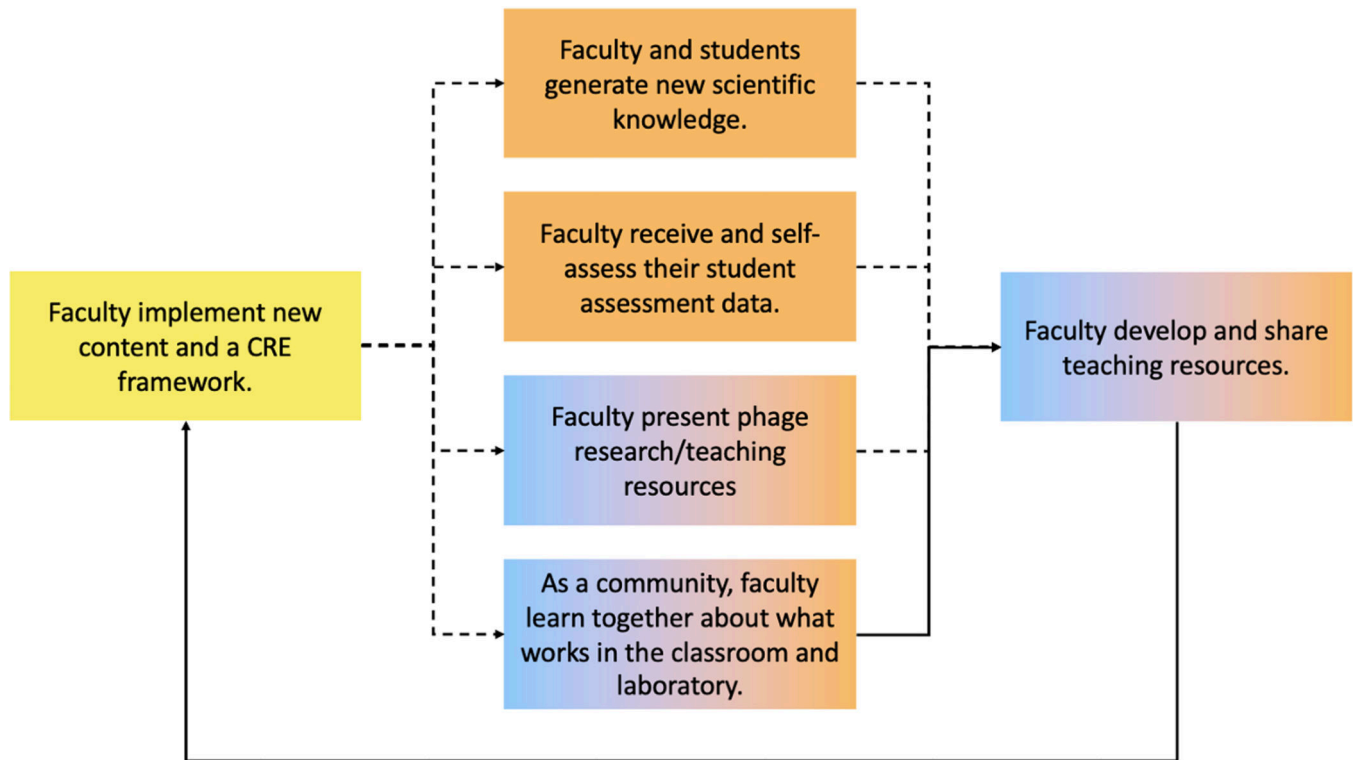 Faculty and students
generate new scientific
knowledge.
Faculty receive and self-
assess their student
assessment data.
Faculty implement new
content and a CRE
framework.
Faculty develop and share
teaching resources.
Faculty present phage
research/teaching
resources
As a community, faculty
learn together about what
works in the classroom and
laboratory.